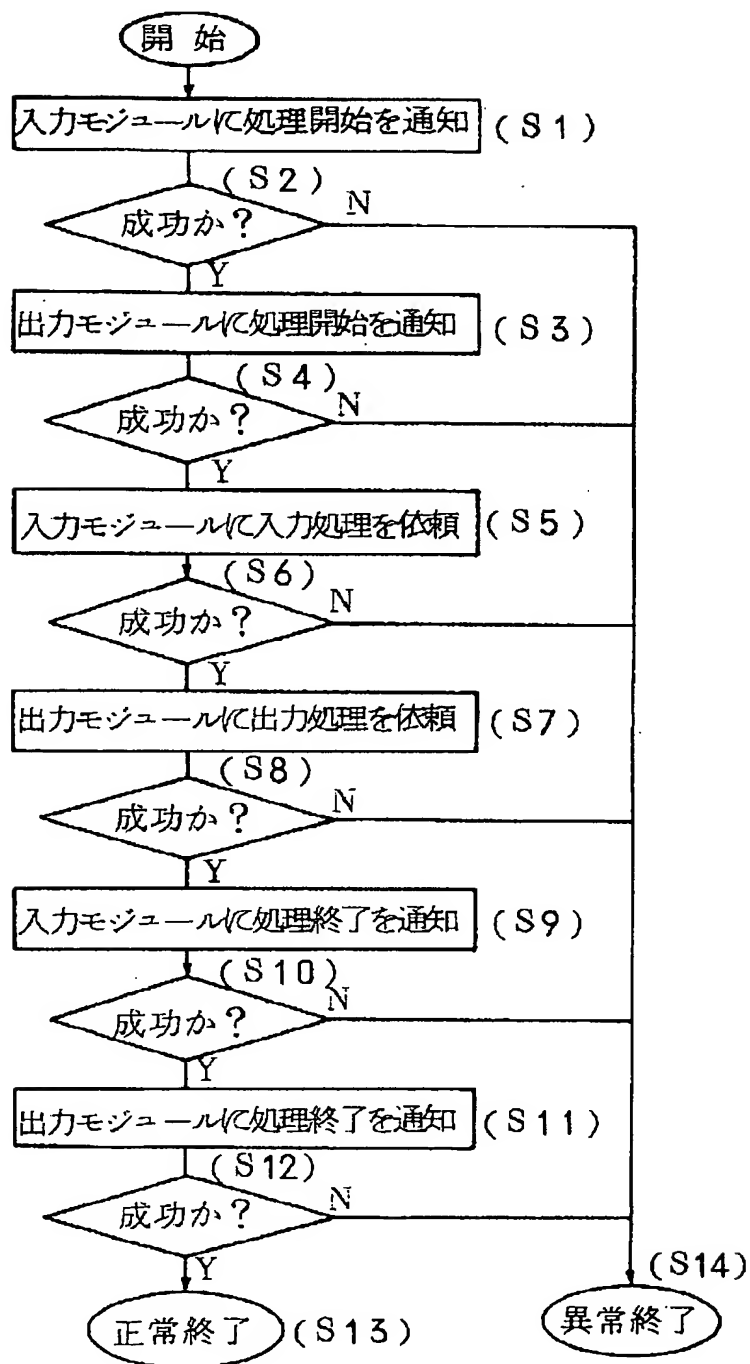 開始
入力モジュールに処理開始を通知 (S1)
(S2)
成功か? N
Y
出力モジュールに処理開始を通知 (S3)
(S4)
成功か? N
Y
入力モジュールに入力処理を依頼 (S5)
(S6)
成功か? N
Y
出力モジュールに出力処理を依頼 (S7)
(S8)
成功か? N
Y
入力モジュールに処理終了を通知 (S9)
(S10)
成功か? N
Y
出力モジュールに処理終了を通知 (S11)
(S12)
成功か? N
Y
(S14)
正常終了 (S13)
異常終了